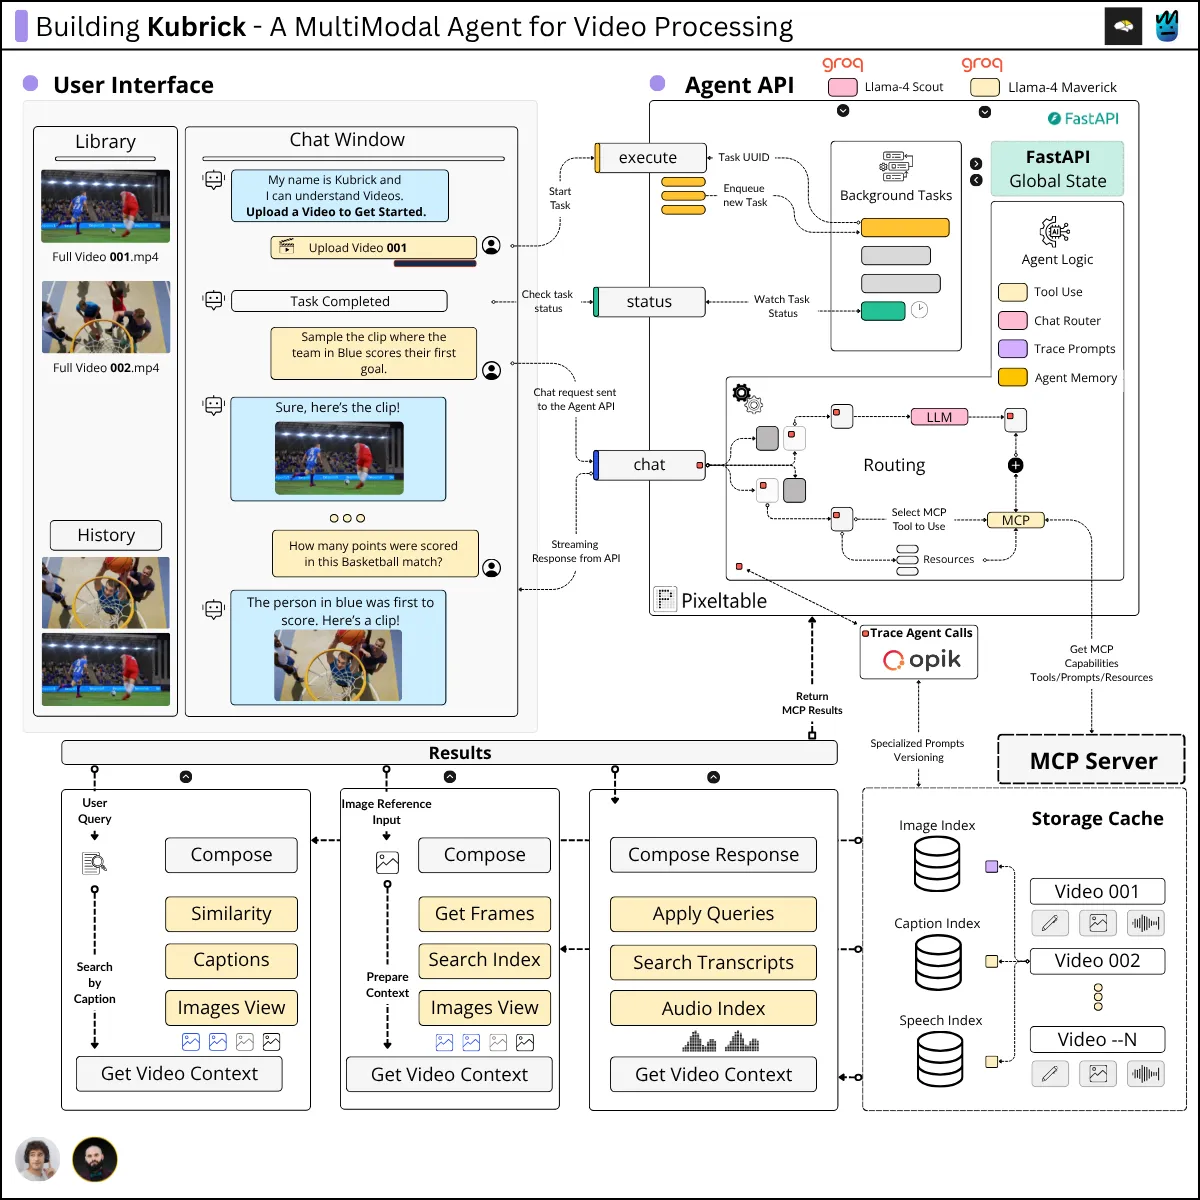 Building Kubrick - A MultiModal Agent for Video Processing
User Interface
Library
Full Video 001.mp4
Full Video 002.mp4
History
Chat Window
My name is Kubrick and
I can understand Videos.
Upload a Video to Get Started.
Upload Video 001
Task Completed
Sample the clip where the
team in Blue scores their first
goal.
Sure, here's the clip!
How many points were scored
in this Basketball match?
The person in blue was first to
score. Here's a clip!
Start
Task
Check task
status
Chat request sent
to the Agent API
Streaming
Response from API
Agent API
groq
Llama-4 Scout
groq
Llama-4 Maverick
FastAPI
execute
Task UUID
Enqueue
new Task
status
Watch Task
Status
chat
Background Tasks
FastAPI
Global State
AI
Agent Logic
Tool Use
Chat Router
Trace Prompts
Agent Memory
LLM
Routing
Select MCP
Tool to Use
MCP
Resources
P Pixeltable
Trace Agent Calls
opik
Return
MCP Results
Specialized Prompts
Versioning
Get MCP
Capabilities
Tools/Prompts/Resources
MCP Server
Results
User
Query
Search
by
Caption
Compose
Similarity
Captions
Images View
Get Video Context
Image Reference
Input
Prepare
Context
Compose
Get Frames
Search Index
Images View
Get Video Context
Compose Response
Apply Queries
Search Transcripts
Audio Index
Get Video Context
Storage Cache
Image Index
Caption Index
Speech Index
Video 001
Video 002
Video --N